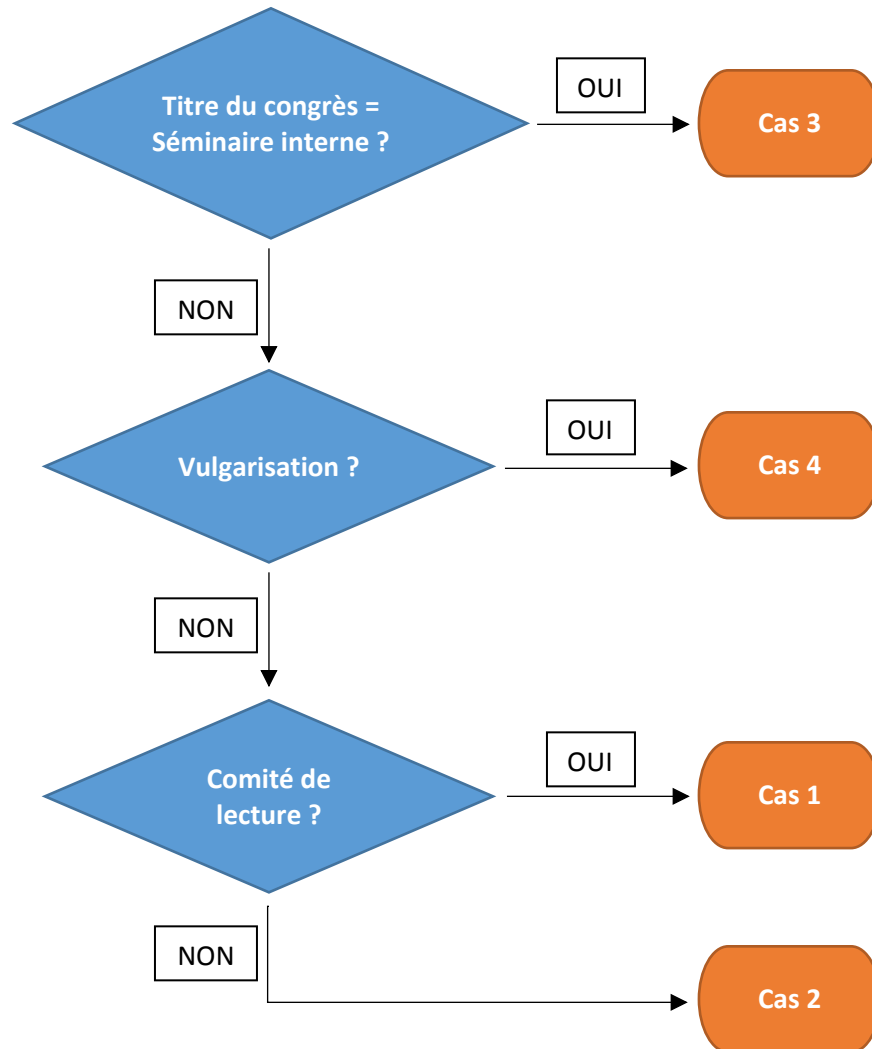 Titre du congrès =
Séminaire interne ?
OUI
Cas 3
NON
Vulgarisation ?
OUI
Cas 4
NON
Comité de
lecture ?
OUI
Cas 1
NON
Cas 2